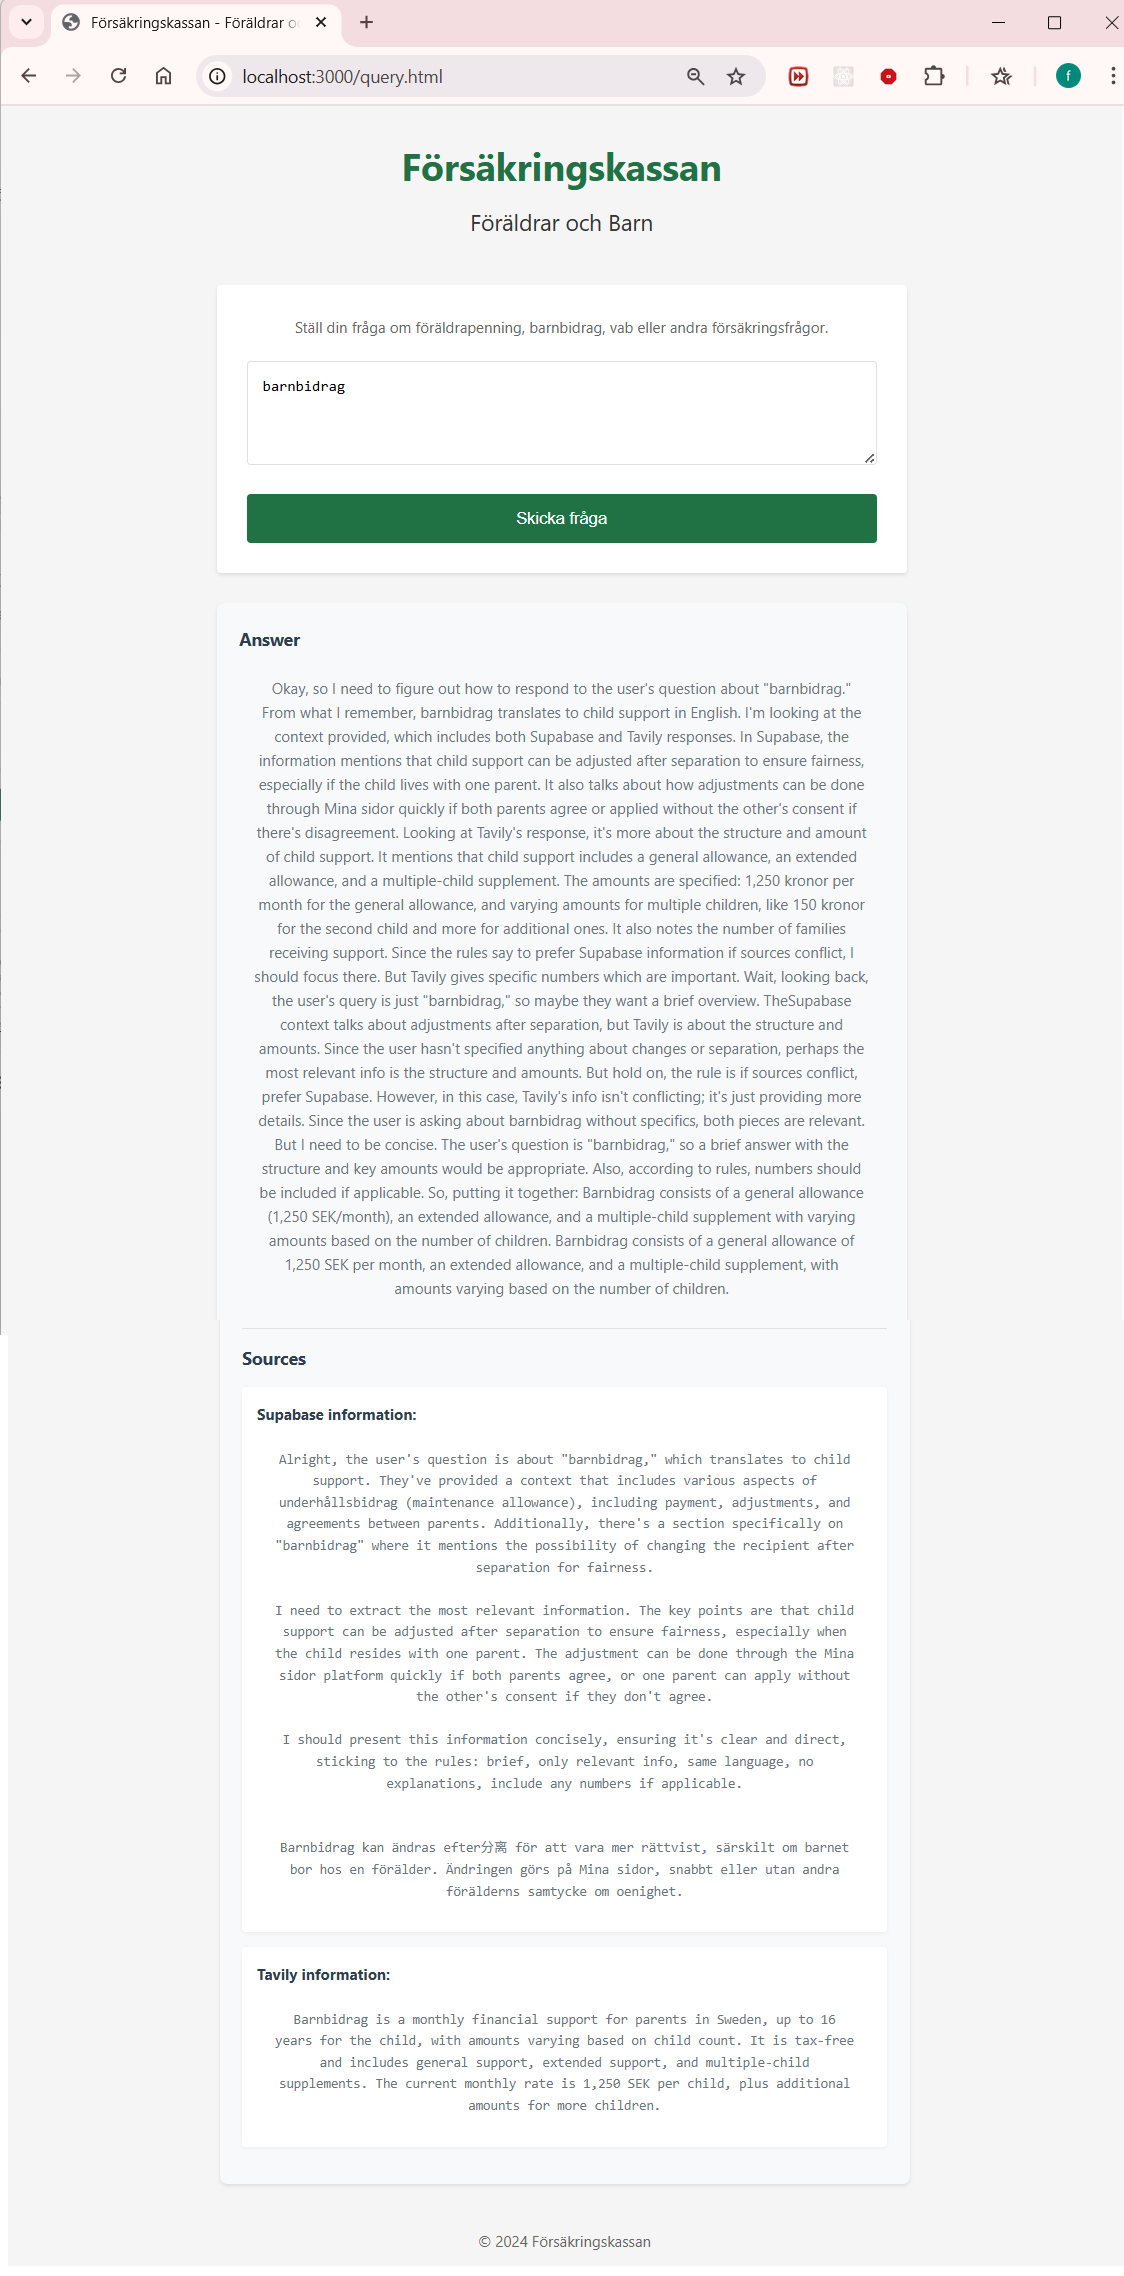 Försäkringskassan - Föräldrar oc
localhost:3000/query.html
f
Försäkringskassan
Föräldrar och Barn
Ställ din fråga om föräldrapenning, barnbidrag, vab eller andra försäkringsfrågor.
barnbidrag
Skicka fråga
Answer
Okay, so I need to figure out how to respond to the user's question about "barnbidrag."
From what I remember, barnbidrag translates to child support in English. I'm looking at the
context provided, which includes both Supabase and Tavily responses. In Supabase, the
information mentions that child support can be adjusted after separation to ensure fairness,
especially if the child lives with one parent. It also talks about how adjustments can be done
through Mina sidor quickly if both parents agree or applied without the other's consent if
there's disagreement. Looking at Tavily's response, it's more about the structure and amount
of child support. It mentions that child support includes a general allowance, an extended
allowance, and a multiple-child supplement. The amounts are specified: 1,250 kronor per
month for the general allowance, and varying amounts for multiple children, like 150 kronor
for the second child and more for additional ones. It also notes the number of families
receiving support. Since the rules say to prefer Supabase information if sources conflict, I
should focus there. But Tavily gives specific numbers which are important. Wait, looking back,
the user's query is just "barnbidrag," so maybe they want a brief overview. TheSupabase
context talks about adjustments after separation, but Tavily is about the structure and
amounts. Since the user hasn't specified anything about changes or separation, perhaps the
most relevant info is the structure and amounts. But hold on, the rule is if sources conflict,
prefer Supabase. However, in this case, Tavily's info isn't conflicting; it's just providing more
details. Since the user is asking about barnbidrag without specifics, both pieces are relevant.
But I need to be concise. The user's question is "barnbidrag," so a brief answer with the
structure and key amounts would be appropriate. Also, according to rules, numbers should
be included if applicable. So, putting it together: Barnbidrag consists of a general allowance
(1,250 SEK/month), an extended allowance, and a multiple-child supplement with varying
amounts based on the number of children. Barnbidrag consists of a general allowance of
1,250 SEK per month, an extended allowance, and a multiple-child supplement, with
amounts varying based on the number of children.
Sources
Supabase information:
Alright, the user's question is about "barnbidrag," which translates to child
support. They've provided a context that includes various aspects of
underhållsbidrag (maintenance allowance), including payment, adjustments, and
agreements between parents. Additionally, there's a section specifically on
"barnbidrag" where it mentions the possibility of changing the recipient after
separation for fairness.
I need to extract the most relevant information. The key points are that child
support can be adjusted after separation to ensure fairness, especially when
the child resides with one parent. The adjustment can be done through the Mina
sidor platform quickly if both parents agree, or one parent can apply without
the other's consent if they don't agree.
I should present this information concisely, ensuring it's clear and direct,
sticking to the rules: brief, only relevant info, same language, no
explanations, include any numbers if applicable.
Barnbidrag kan ändras efter分离 för att vara mer rättvist, särskilt om barnet
bor hos en förälder. Ändringen görs på Mina sidor, snabbt eller utan andra
förälderns samtycke om oenighet.
Tavily information:
Barnbidrag is a monthly financial support for parents in Sweden, up to 16
years for the child, with amounts varying based on child count. It is tax-free
and includes general support, extended support, and multiple-child
supplements. The current monthly rate is 1,250 SEK per child, plus additional
amounts for more children.
© 2024 Försäkringskassan